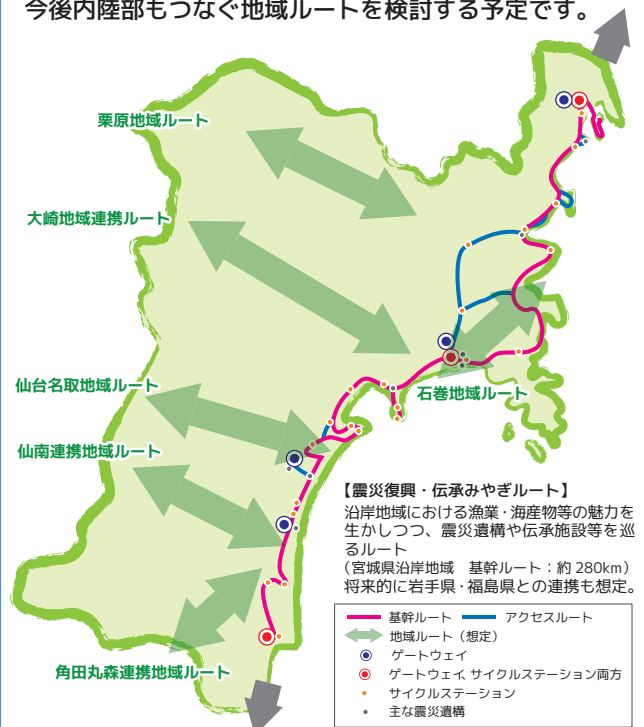 今後内陸部もつなぐ地域ルートを検討する予定です。
栗原地域ルート
大崎地域連携ルート
仙台名取地域ルート
石巻地域ルート
仙南連携地域ルート
角田丸森連携地域ルート
【震災復興・伝承みやぎルート】
沿岸地域における漁業・海産物等の魅力を
生かしつつ、震災遺構や伝承施設等を巡
るルート
(宮城県沿岸地域　基幹ルート：約 280km)
将来的に岩手県・福島県との連携も想定。
基幹ルート　アクセスルート
地域ルート（想定）
ゲートウェイ
ゲートウェイ, サイクルステーション両方
サイクルステーション
主な震災遺構